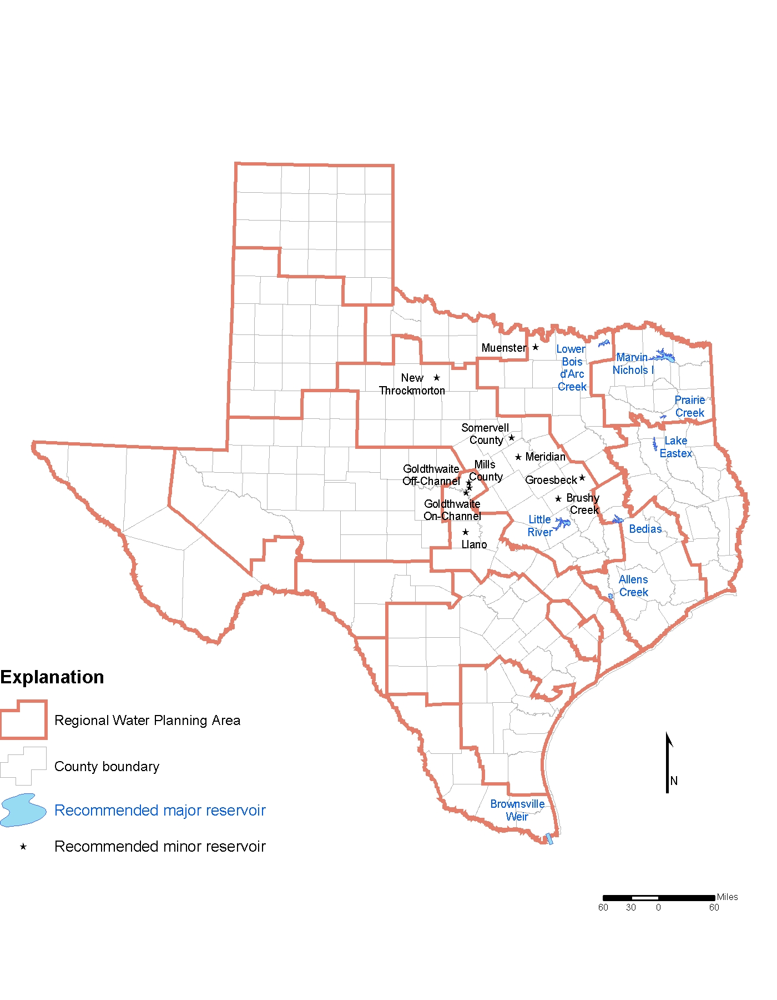 Muenster
Lower
Bois
d'Arc
Creek
Marvin
Nichols I
New
Throckmorton
Prairie
Creek
Somervell
County
Lake
Eastex
Meridian
Mills
County
Goldthwaite
Off-Channel
Groesbeck
Brushy
Creek
Goldthwaite
On-Channel
Little
River
Bedias
Llano
Allens
Creek
Brownsville
Weir
Explanation
Regional Water Planning Area
County boundary
Recommended major reservoir
Recommended minor reservoir
N
Miles
60 30 0 60